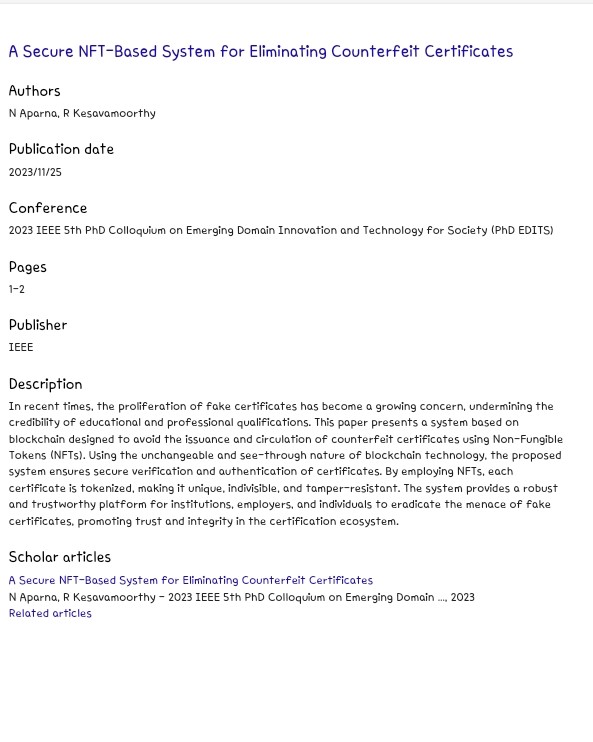 A Secure NFT-Based System for Eliminating Counterfeit Certificates
Authors
N Aparna, R Kesavamoorthy
Publication date
2023/11/25
Conference
2023 IEEE 5th PhD Colloquium on Emerging Domain Innovation and Technology for Society (PhD EDITS)
Pages
1-2
Publisher
IEEE
Description
In recent times, the proliferation of fake certificates has become a growing concern, undermining the
credibility of educational and professional qualifications. This paper presents a system based on
blockchain designed to avoid the issuance and circulation of counterfeit certificates using Non-Fungible
Tokens (NFTs). Using the unchangeable and see-through nature of blockchain technology, the proposed
system ensures secure verification and authentication of certificates. By employing NFTs, each
certificate is tokenized, making it unique, indivisible, and tamper-resistant. The system provides a robust
and trustworthy platform for institutions, employers, and individuals to eradicate the menace of fake
certificates, promoting trust and integrity in the certification ecosystem.
Scholar articles
A Secure NFT-Based System for Eliminating Counterfeit Certificates
N Aparna, R Kesavamoorthy - 2023 IEEE 5th PhD Colloquium on Emerging Domain …, 2023
Related articles